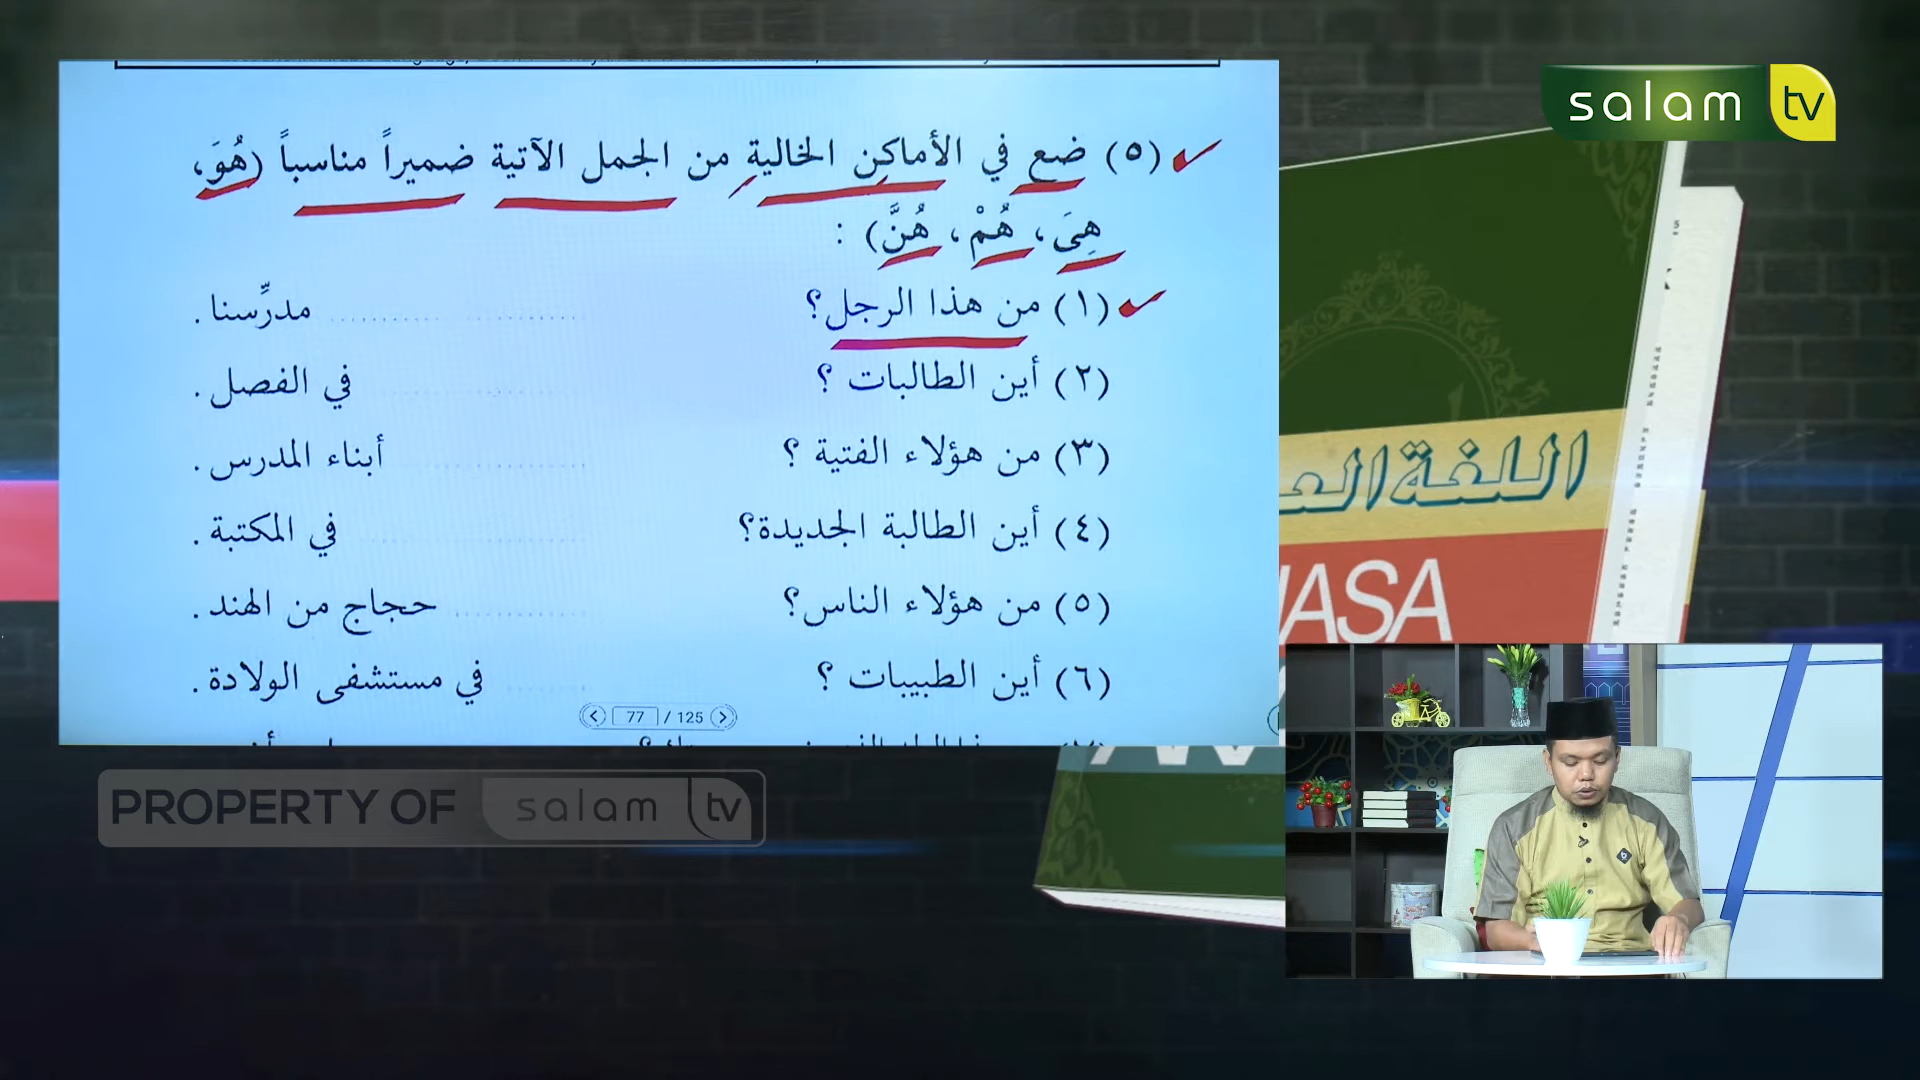 salam tv
(٥) ضع في الأماكن الخاليةِ من الجمل الآتية ضميراً مناسباً (هُوَ،
هِيَ، هُمْ، هُنَّ) :
(١) من هذا الرجل؟ .................... مدرِّسنا .
(٢) أين الطالبات ؟ .................... في الفصل .
(٣) من هؤلاء الفتية ؟ .................... أبناء المدرس .
(٤) أين الطالبة الجديدة؟ .................... في المكتبة .
(٥) من هؤلاء الناس؟ .................... حجاج من الهند .
(٦) أين الطبيبات ؟ .......... في مستشفى الولادة .
77 / 125
اللغة
WASA
PROPERTY OF salam tv